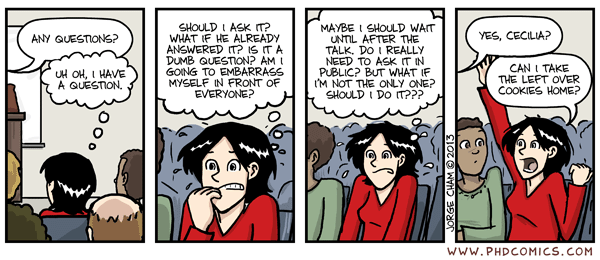 ANY QUESTIONS?
UH OH, I HAVE
A QUESTION.
SHOULD I ASK IT?
WHAT IF HE ALREADY
ANSWERED IT? IS IT A
DUMB QUESTION? AM I
GOING TO EMBARRASS
MYSELF IN FRONT OF
EVERYONE?
MAYBE I SHOULD WAIT
UNTIL AFTER THE
TALK. DO I REALLY
NEED TO ASK IT IN
PUBLIC? BUT WHAT IF
I'M NOT THE ONLY ONE?
SHOULD I DO IT???
YES, CECILIA?
CAN I TAKE
THE LEFT OVER
COOKIES HOME?
JORGE CHAM © 2013
WWW.PHDCOMICS.COM